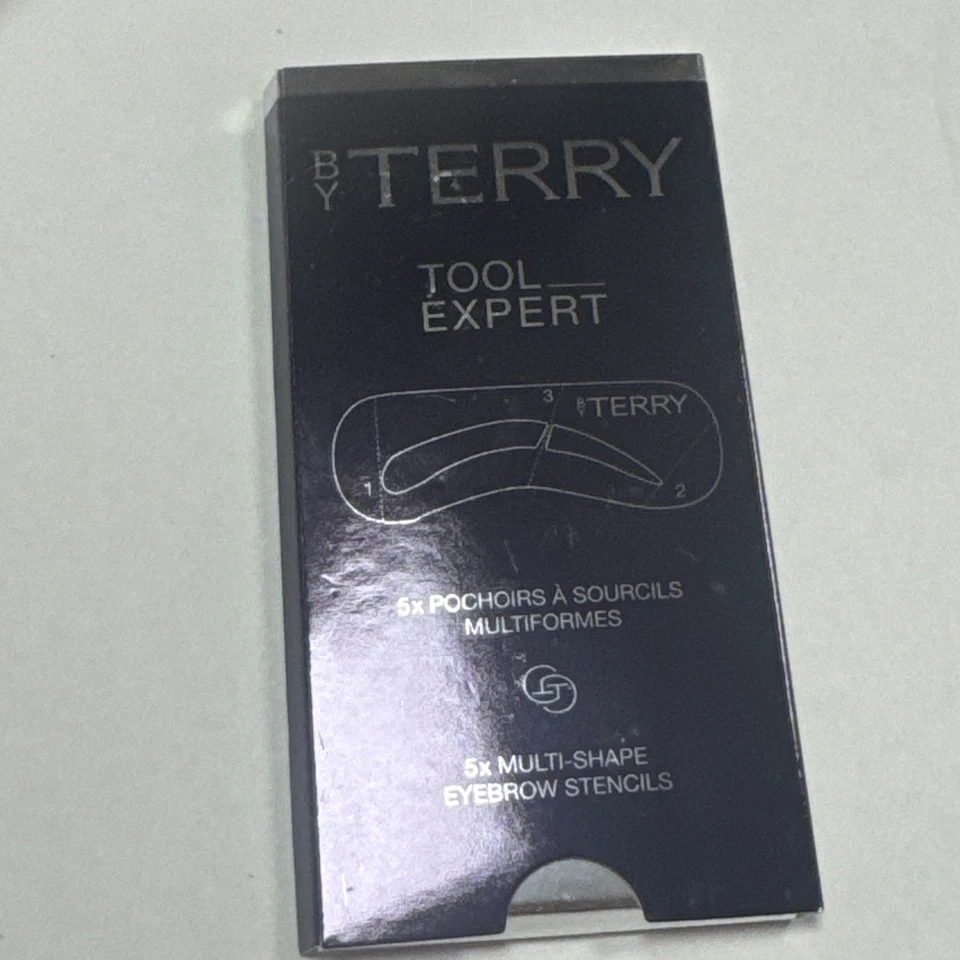 BY TERRY
TOOL
EXPERT
3
BY TERRY
1
2
5x POCHOIRS À SOURCILS
MULTIFORMES
5x MULTI-SHAPE
EYEBROW STENCILS